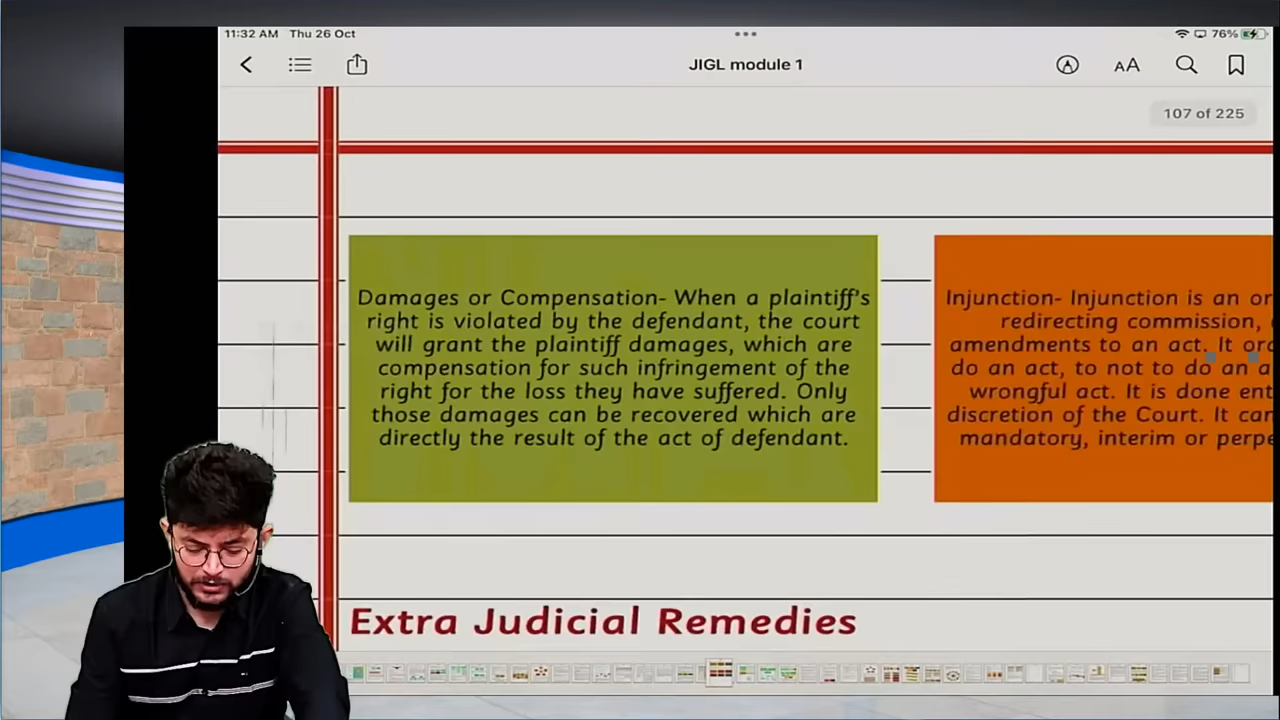 11:32 AM Thu 26 Oct
76%
JIGL module 1
AA
107 of 225
Damages or Compensation- When a plaintiff's
right is violated by the defendant, the court
will grant the plaintiff damages, which are
compensation for such infringement of the
right for the loss they have suffered. Only
those damages can be recovered which are
directly the result of the act of defendant.
Injunction- Injunction is an
redirecting commission,
amendments to an act. It
do an act, to not to do an
wrongful act. It is done
discretion of the Court. It
mandatory, interim or
Extra Judicial Remedies